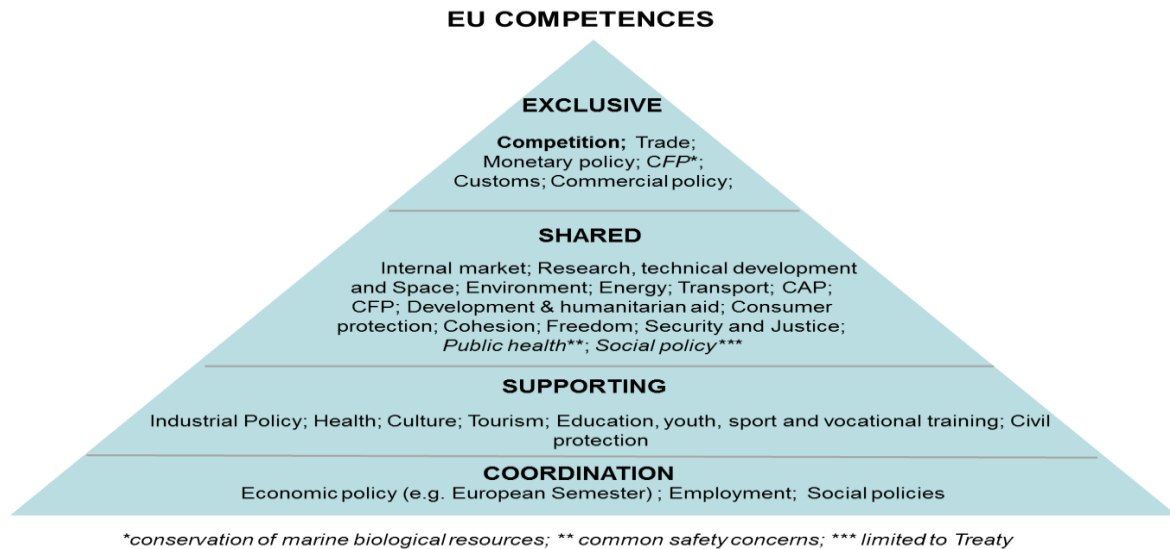 EU COMPETENCES
EXCLUSIVE
Competition; Trade;
Monetary policy; CFP*;
Customs; Commercial policy;
SHARED
Internal market; Research, technical development
and Space; Environment; Energy; Transport; CAP;
CFP; Development & humanitarian aid; Consumer
protection; Cohesion; Freedom; Security and Justice;
Public health**; Social policy***
SUPPORTING
Industrial Policy; Health; Culture; Tourism; Education, youth, sport and vocational training; Civil
protection
COORDINATION
Economic policy (e.g. European Semester) ; Employment; Social policies
*conservation of marine biological resources; ** common safety concerns; *** limited to Treaty